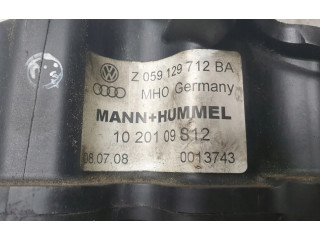 Z 059 129 712 BA
MHO Germany
MANN+HUMMEL
10 201 09 S12
08.07.08 0013743